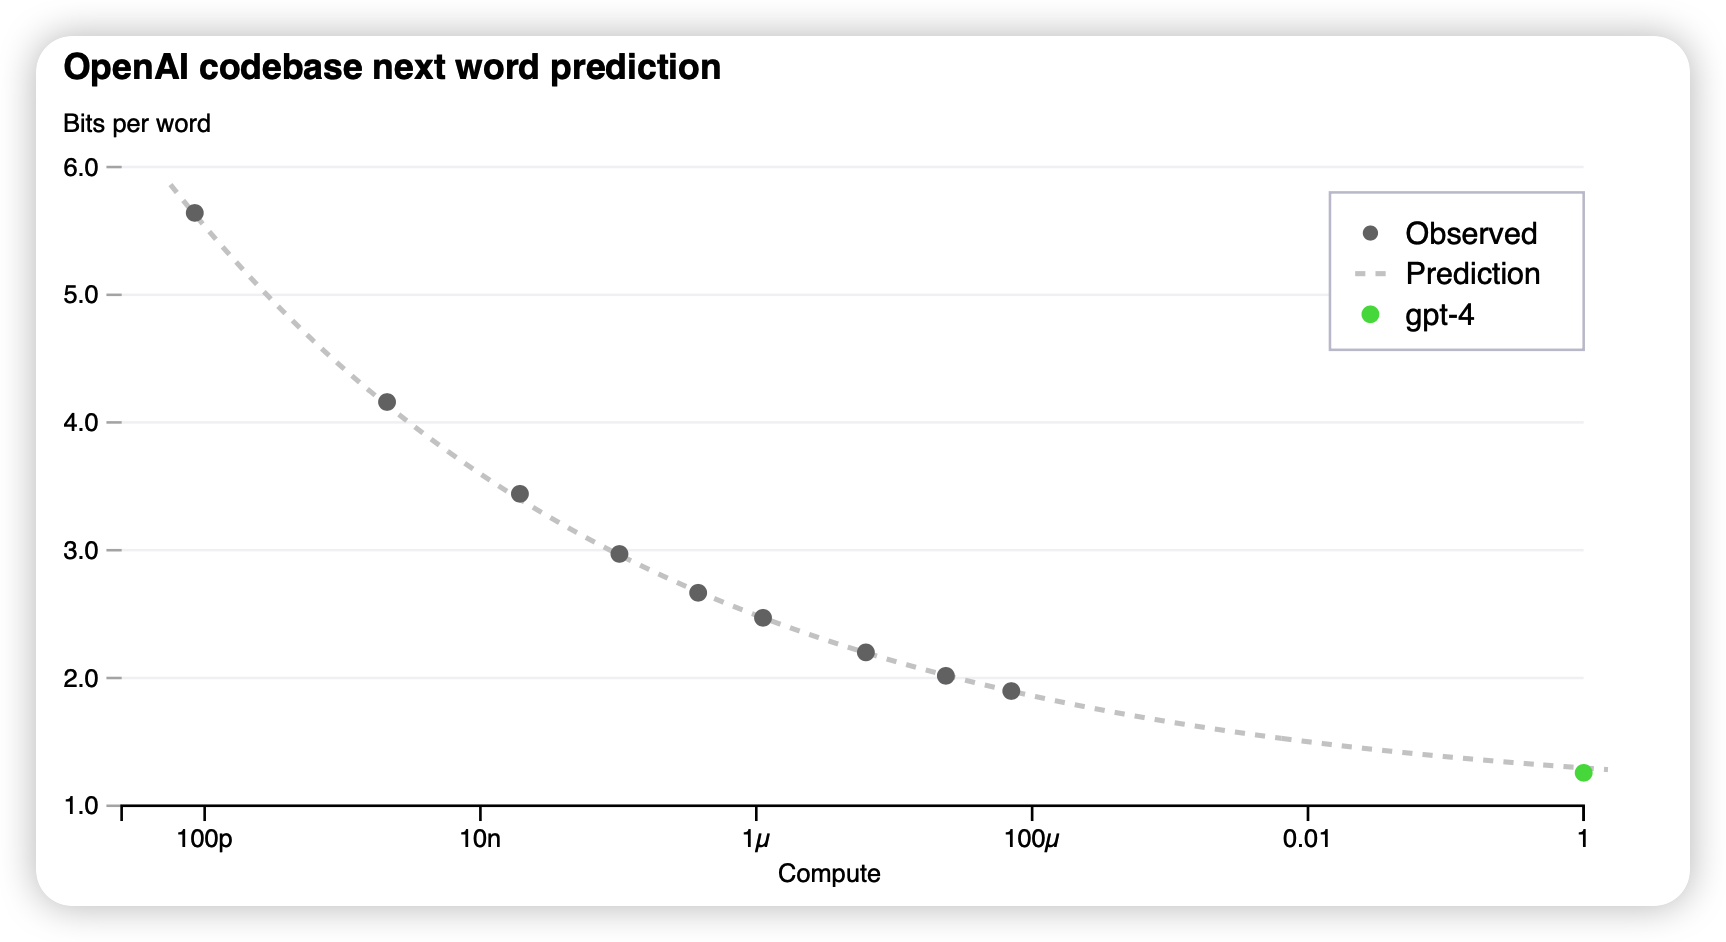 OpenAI codebase next word prediction
Bits per word
6.0
5.0
4.0
3.0
2.0
1.0
Observed
Prediction
gpt-4
100p 10n 1µ 100µ 0.01 1
Compute